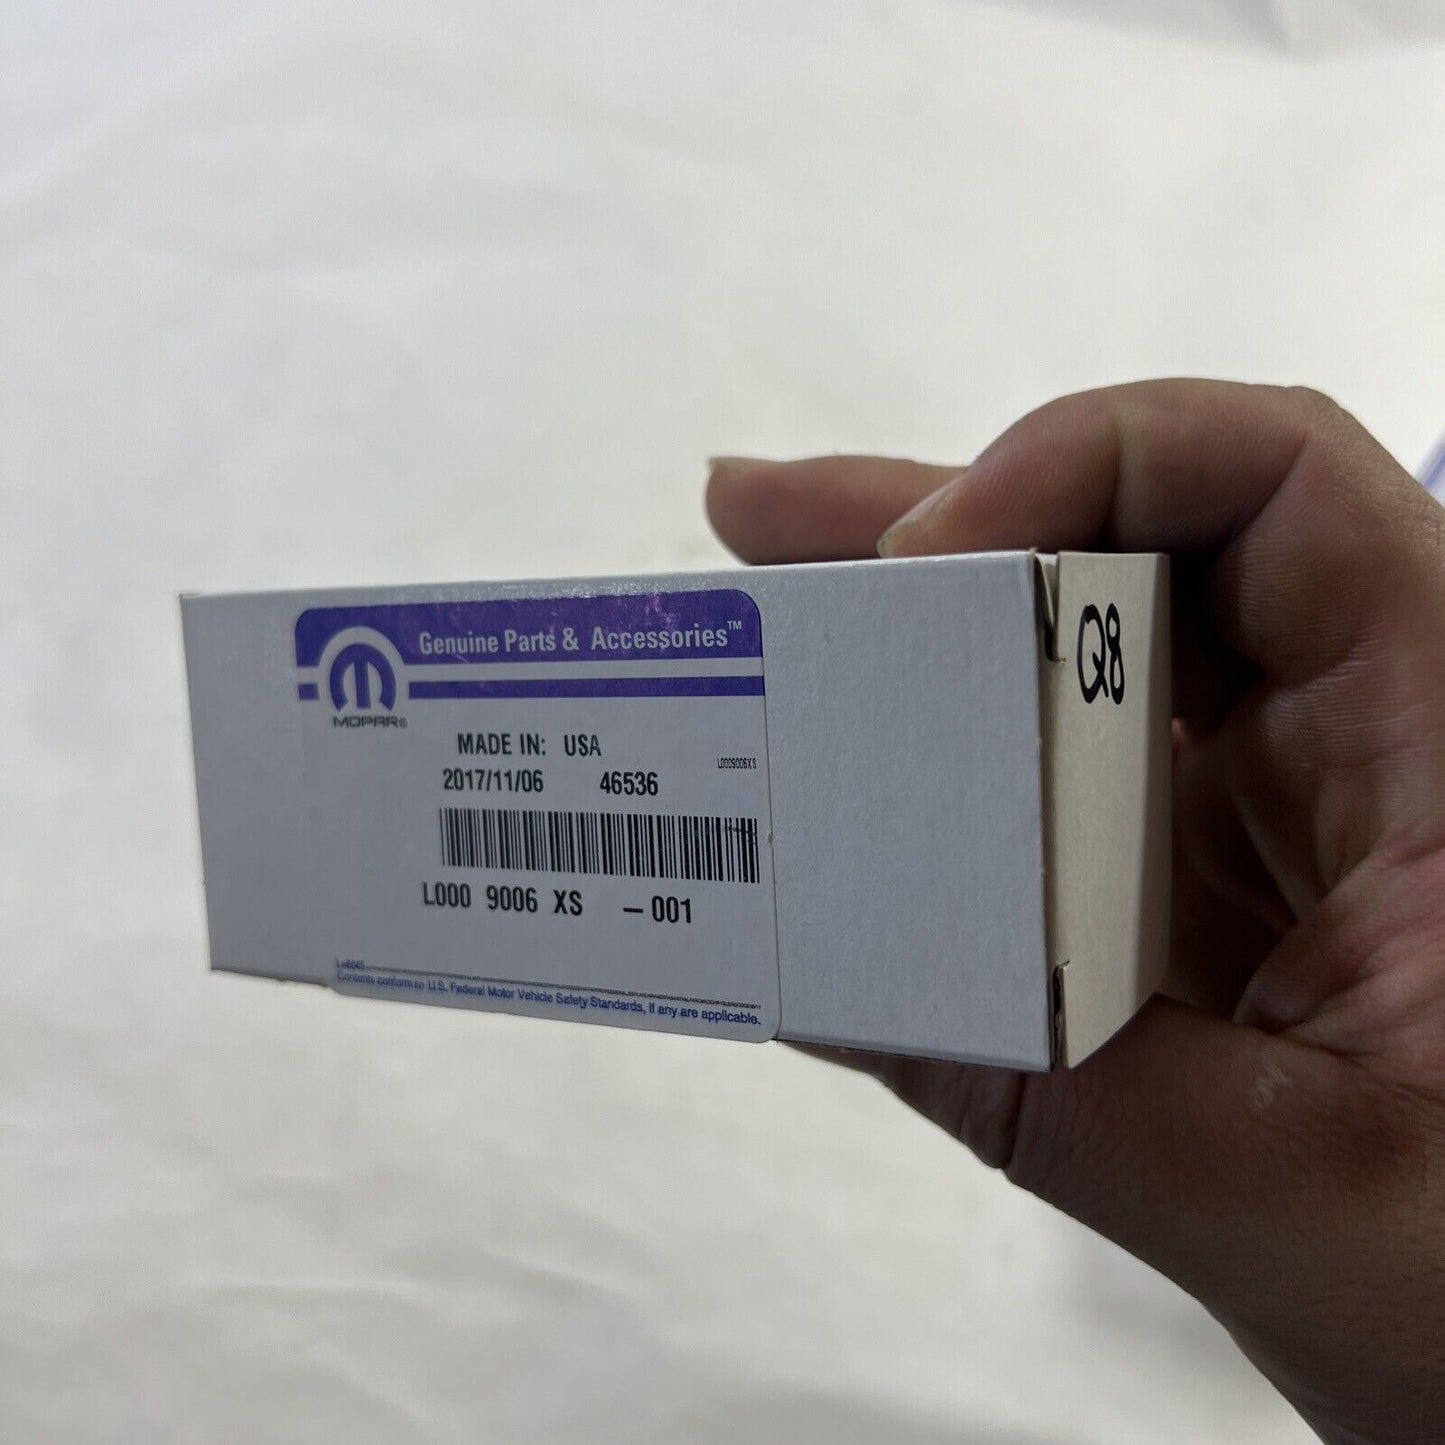 Genuine Parts & Accessories™
MOPAR®
MADE IN: USA
2017/11/06 46536
L0009006XS
L000 9006 XS —001
Contents conform to U.S. Federal Motor Vehicle Safety Standards, if any are applicable.
Q8